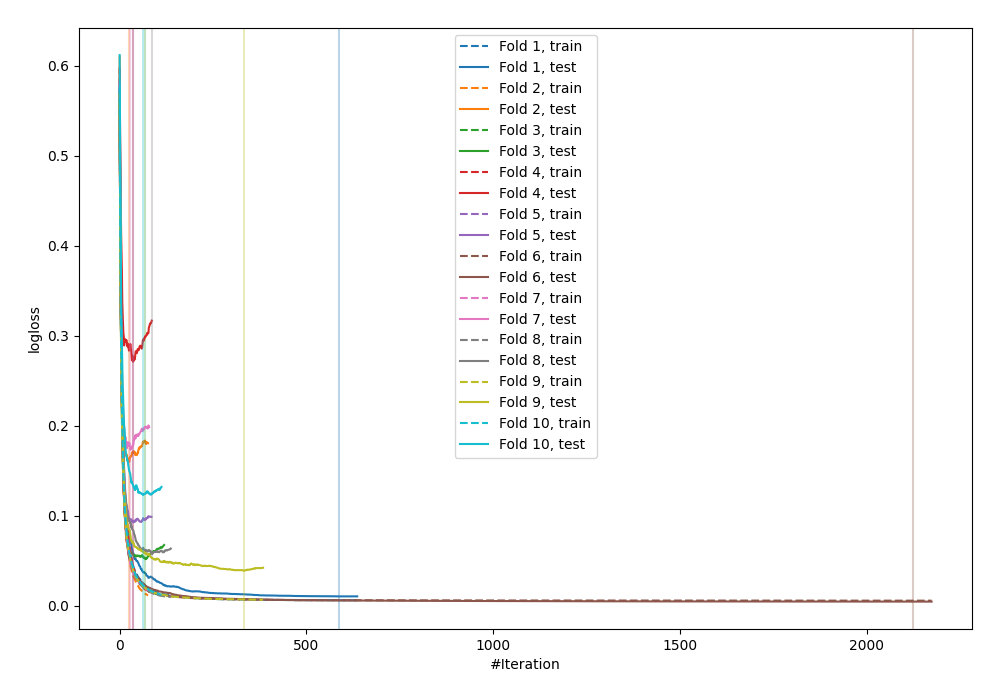 0.6
0.5
0.4
0.3
0.2
0.1
0.0
logloss
0
500
1000
1500
2000
#Iteration
Fold 1, train
Fold 1, test
Fold 2, train
Fold 2, test
Fold 3, train
Fold 3, test
Fold 4, train
Fold 4, test
Fold 5, train
Fold 5, test
Fold 6, train
Fold 6, test
Fold 7, train
Fold 7, test
Fold 8, train
Fold 8, test
Fold 9, train
Fold 9, test
Fold 10, train
Fold 10, test